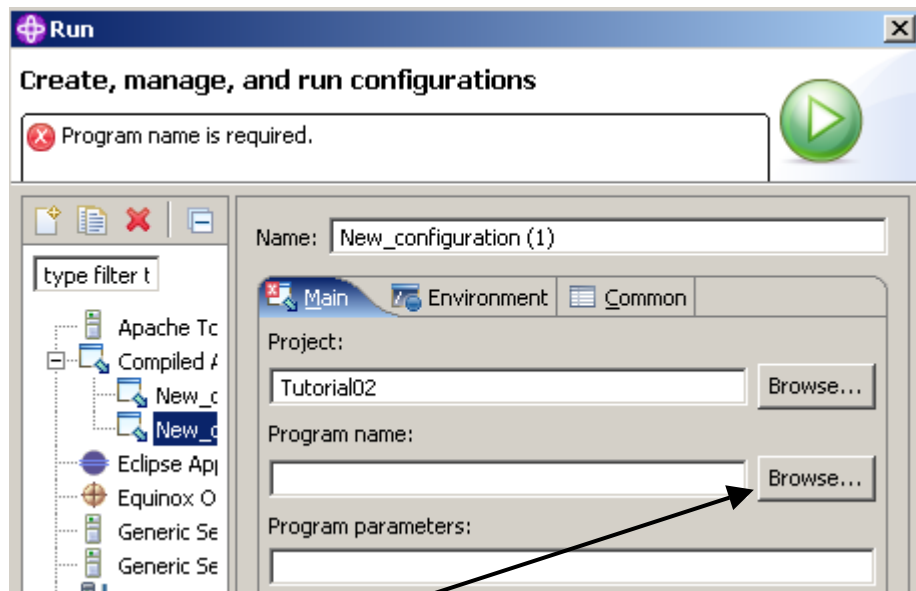 Run
Create, manage, and run configurations
Program name is required.
Name: New_configuration (1)
type filter t
Main Environment Common
Apache Tc
Project:
Compiled A
Tutorial02 Browse...
New_c
New_c
Program name:
Eclipse App
Browse...
Equinox O
Generic Se
Program parameters:
Generic Se